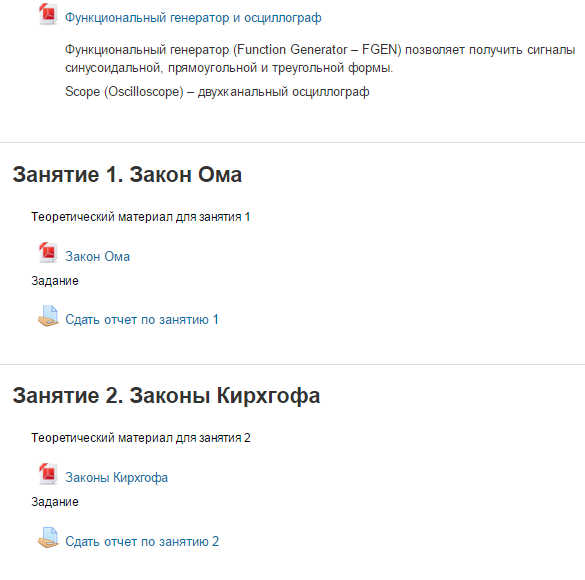 Функциональный генератор и осциллограф
Функциональный генератор (Function Generator – FGEN) позволяет получить сигналы
синусоидальной, прямоугольной и треугольной формы.
Scope (Oscilloscope) – двухканальный осциллограф
Занятие 1. Закон Ома
Теоретический материал для занятия 1
Закон Ома
Задание
Сдать отчет по занятию 1
Занятие 2. Законы Кирхгофа
Теоретический материал для занятия 2
Законы Кирхгофа
Задание
Сдать отчет по занятию 2